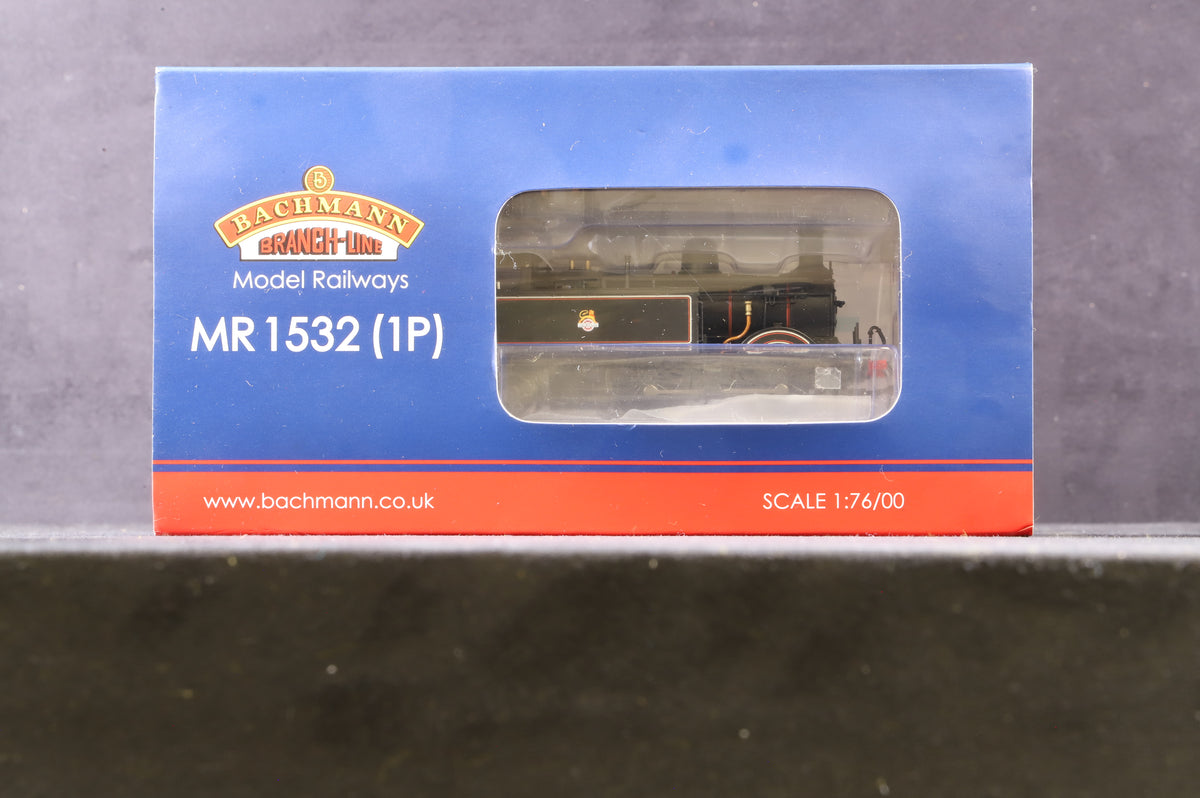 B
BACHMANN
BRANCH-LINE
Model Railways
MR 1532 (1P)
www.bachmann.co.uk
SCALE 1:76/00